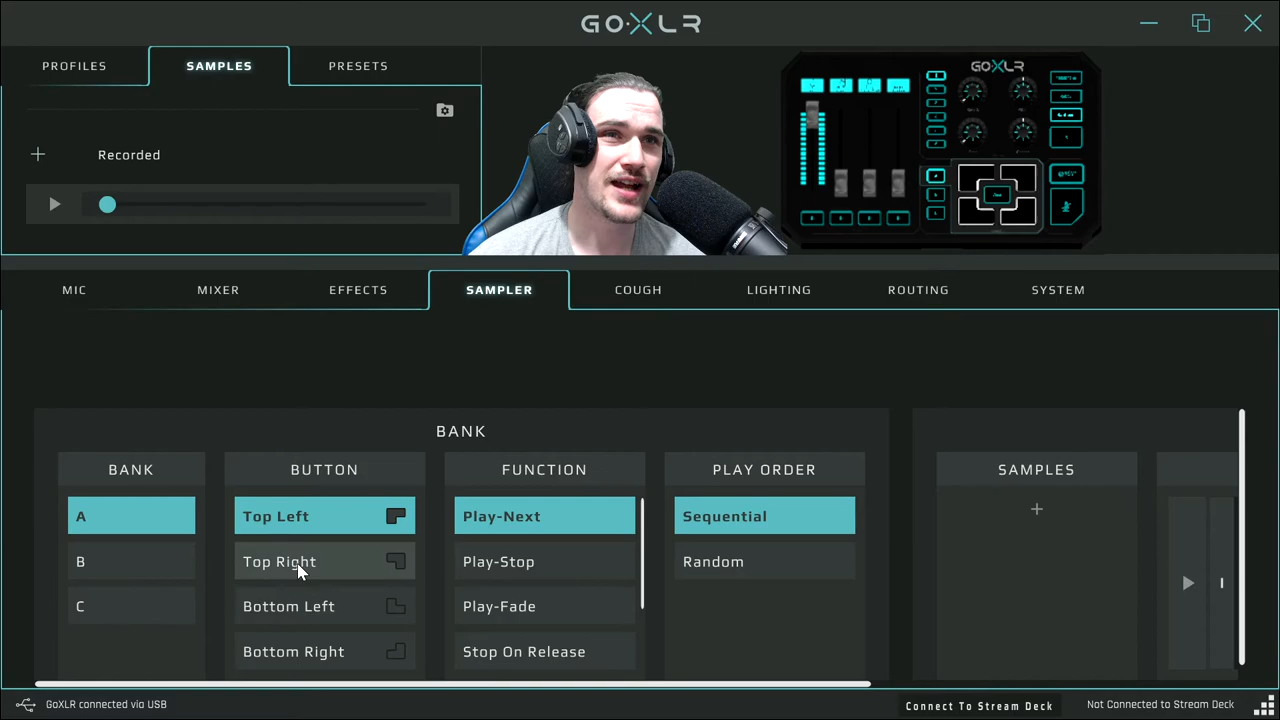 GO·XLR
PROFILES
SAMPLES
PRESETS
Recorded
GOXLR
MIC
MIXER
EFFECTS
SAMPLER
COUGH
LIGHTING
ROUTING
SYSTEM
BANK
BANK
BUTTON
FUNCTION
PLAY ORDER
SAMPLES
A
Top Left
Play-Next
Sequential
B
Top Right
Play-Stop
Random
C
Bottom Left
Play-Fade
Bottom Right
Stop On Release
GoXLR connected via USB
Connect To Stream Deck
Not Connected to Stream Deck